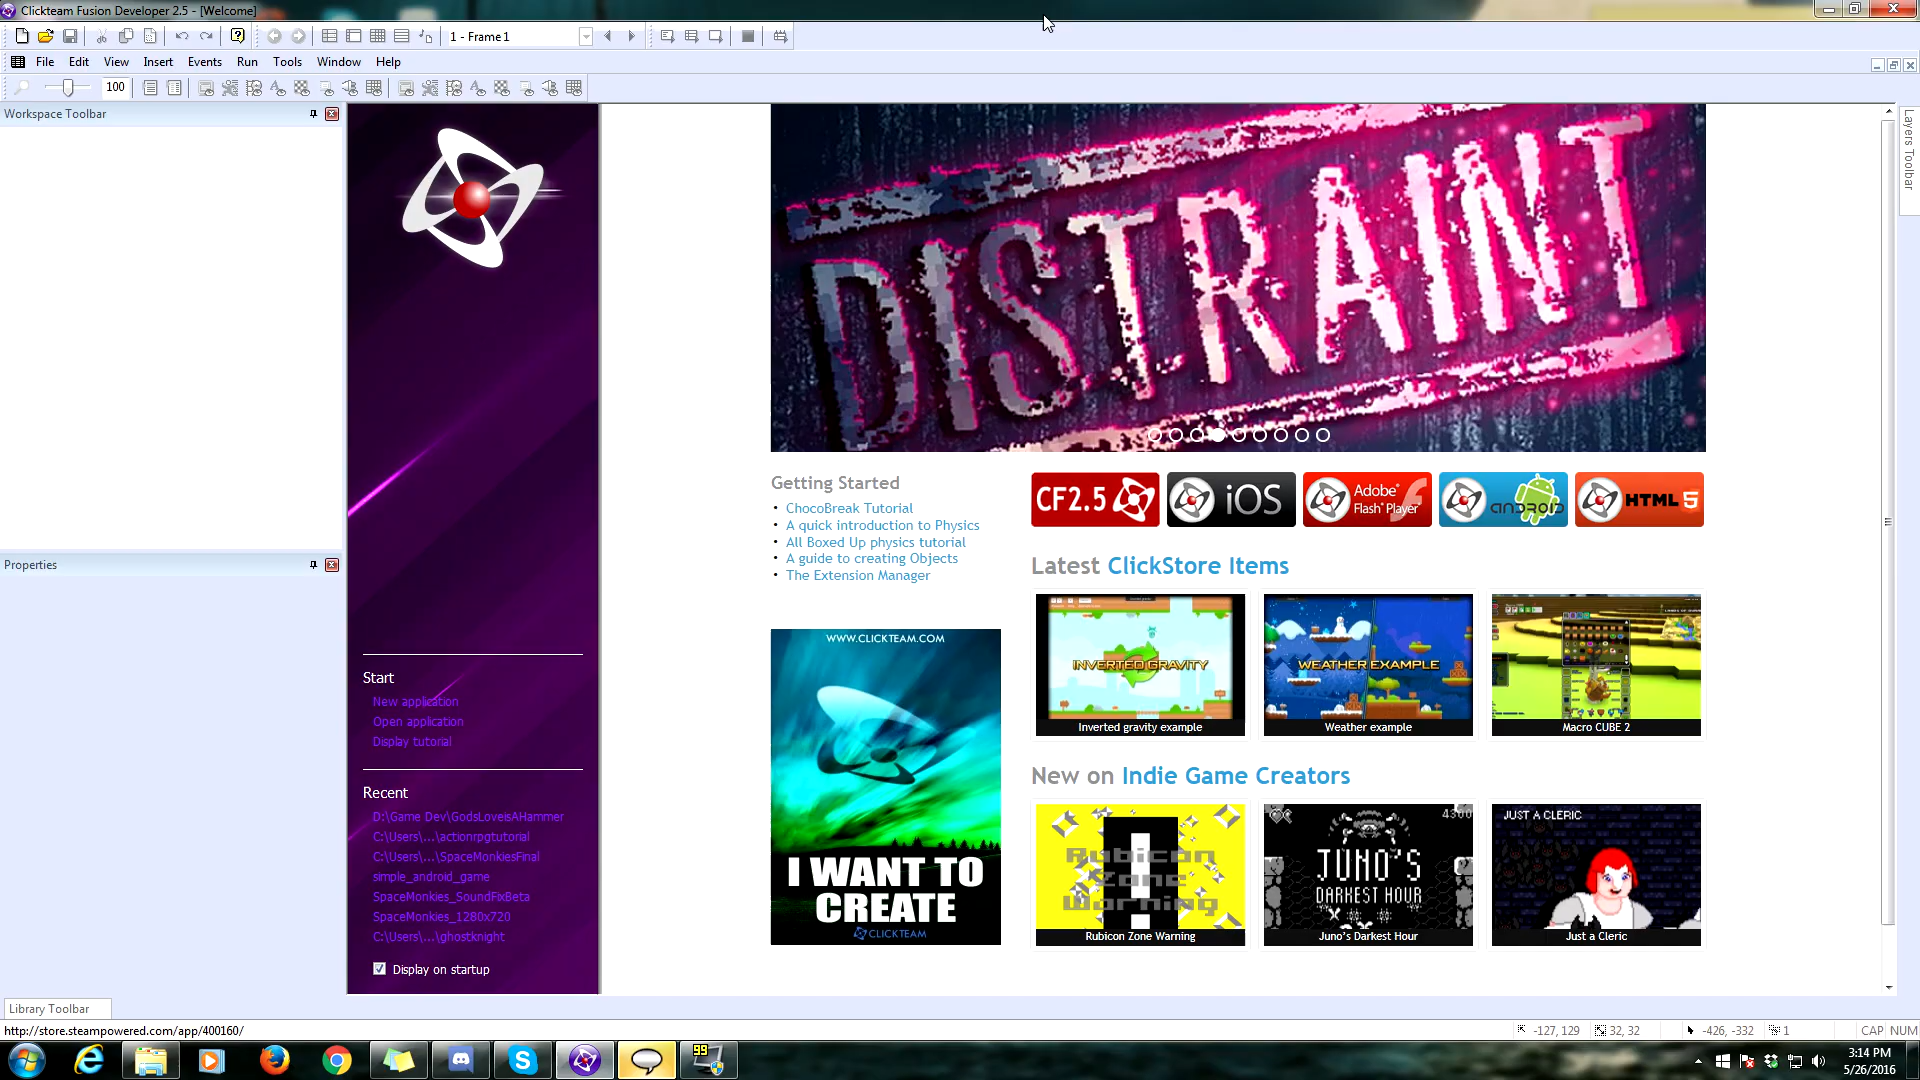 Clickteam Fusion Developer 2.5 - [Welcome]
1 - Frame 1
File Edit View Insert Events Run Tools Window Help
100
Workspace Toolbar
Layers Toolbar
DISTRAINT
Getting Started
• ChocoBreak Tutorial
• A quick introduction to Physics
• All Boxed Up physics tutorial
• A guide to creating Objects
• The Extension Manager
CF2.5
iOS
Adobe® Flash® Player
android
HTML 5
Properties
Latest ClickStore Items
INVERTED GRAVITY
Inverted gravity example
WEATHER EXAMPLE
Weather example
Macro CUBE 2
WWW.CLICKTEAM.COM
I WANT TO
CREATE
CLICKTEAM
Start
New application
Open application
Display tutorial
New on Indie Game Creators
Rubicon
Zone
Warning
Rubicon Zone Warning
4300
JUNO'S
DARKEST HOUR
Juno's Darkest Hour
JUST A CLERIC
Just a Cleric
Recent
D:\Game Dev\GodsLoveisAHammer
C:\Users\...\actionrpgtutorial
C:\Users\...\SpaceMonkiesFinal
simple_android_game
SpaceMonkies_SoundFixBeta
SpaceMonkies_1280x720
C:\Users\...\ghostknight
Display on startup
Library Toolbar
http://store.steampowered.com/app/400160/
-127, 129
32, 32
-426, -332
1
CAP NUM
99
3:14 PM
5/26/2016